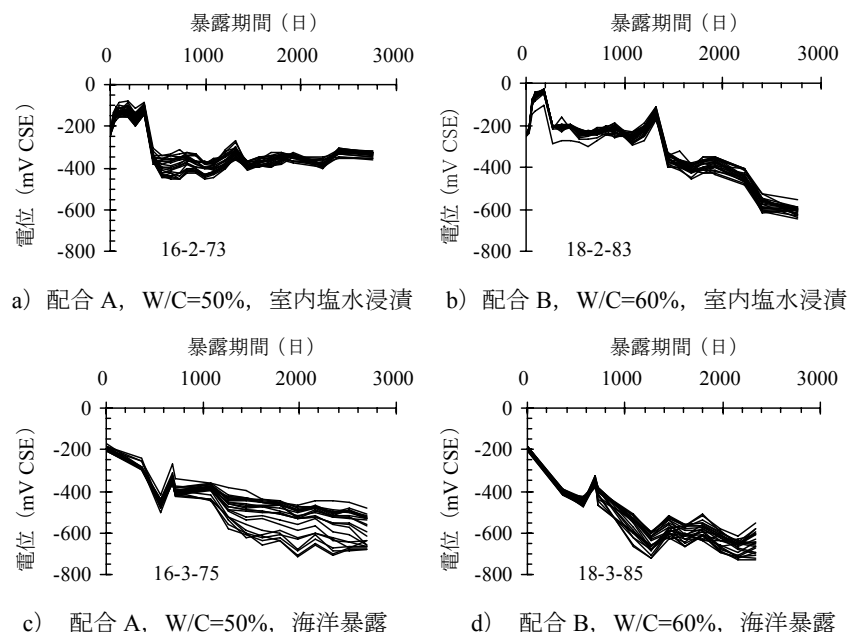 暴露期間（日）
0 1000 2000 3000
0
-200
-400
-600
-800
電位（mV CSE）
16-2-73
a）配合 A，W/C=50%，室内塩水浸漬
暴露期間（日）
0 1000 2000 3000
0
-200
-400
-600
-800
電位（mV CSE）
18-2-83
b）配合 B，W/C=60%，室内塩水浸漬
暴露期間（日）
0 1000 2000 3000
0
-200
-400
-600
-800
電位（mV CSE）
16-3-75
c） 配合 A，W/C=50%，海洋暴露
暴露期間（日）
0 1000 2000 3000
0
-200
-400
-600
-800
電位（mV CSE）
18-3-85
d） 配合 B，W/C=60%，海洋暴露